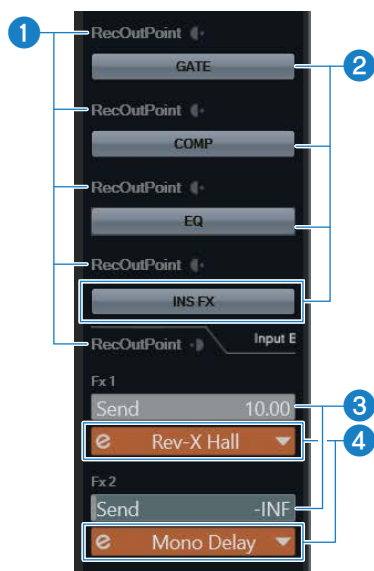 1
RecOutPoint
GATE
2
RecOutPoint
COMP
RecOutPoint
EQ
RecOutPoint
INS FX
RecOutPoint
Input E
Fx 1
Send 10.00
3
e Rev-X Hall
4
Fx 2
Send -INF
e Mono Delay